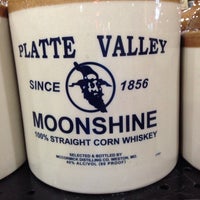 PLATTE VALLEY
SINCE 1856
MOONSHINE
100% STRAIGHT CORN WHISKEY
SELECTED & BOTTLED BY
MCCORMICK DISTILLING CO. WESTON, MO.
40% ALC/VOL (80 PROOF)